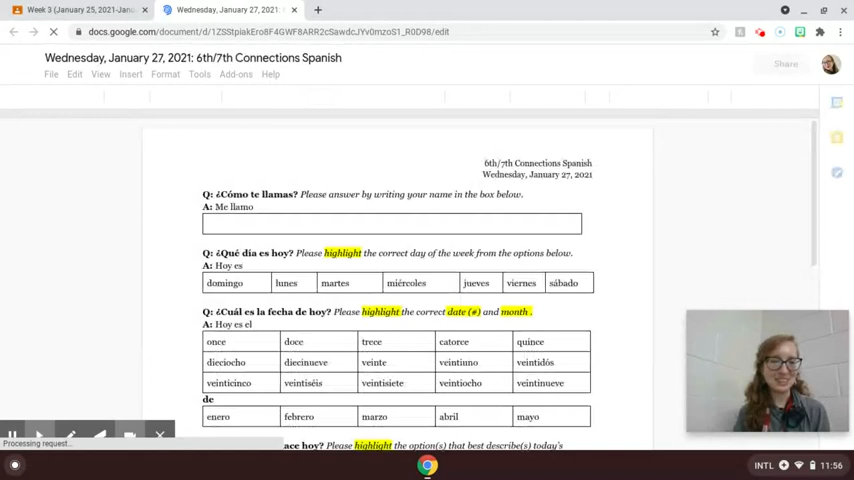 Week 3 (January 25, 2021-Janu
Wednesday, January 27, 2021:
docs.google.com/document/d/1ZSStpiakEro8F4GWF8ARR2cSawdcJYv0mzoS1_R0D98/edit
Wednesday, January 27, 2021: 6th/7th Connections Spanish
File Edit View Insert Format Tools Add-ons Help
Share
6th/7th Connections Spanish
Wednesday, January 27, 2021
Q: ¿Cómo te llamas? Please answer by writing your name in the box below.
A: Me llamo
Q: ¿Qué día es hoy? Please highlight the correct day of the week from the options below.
A: Hoy es
domingo lunes martes miércoles jueves viernes sábado
Q: ¿Cuál es la fecha de hoy? Please highlight the correct date (#) and month .
A: Hoy es el
once doce trece catorce quince
dieciocho diecinueve veinte veintiuno veintidós
veinticinco veintiséis veintisiete veintiocho veintinueve
de
enero febrero marzo abril mayo
ace hoy? Please highlight the option(s) that best describe(s) today's
Processing request...
INTL 11:56